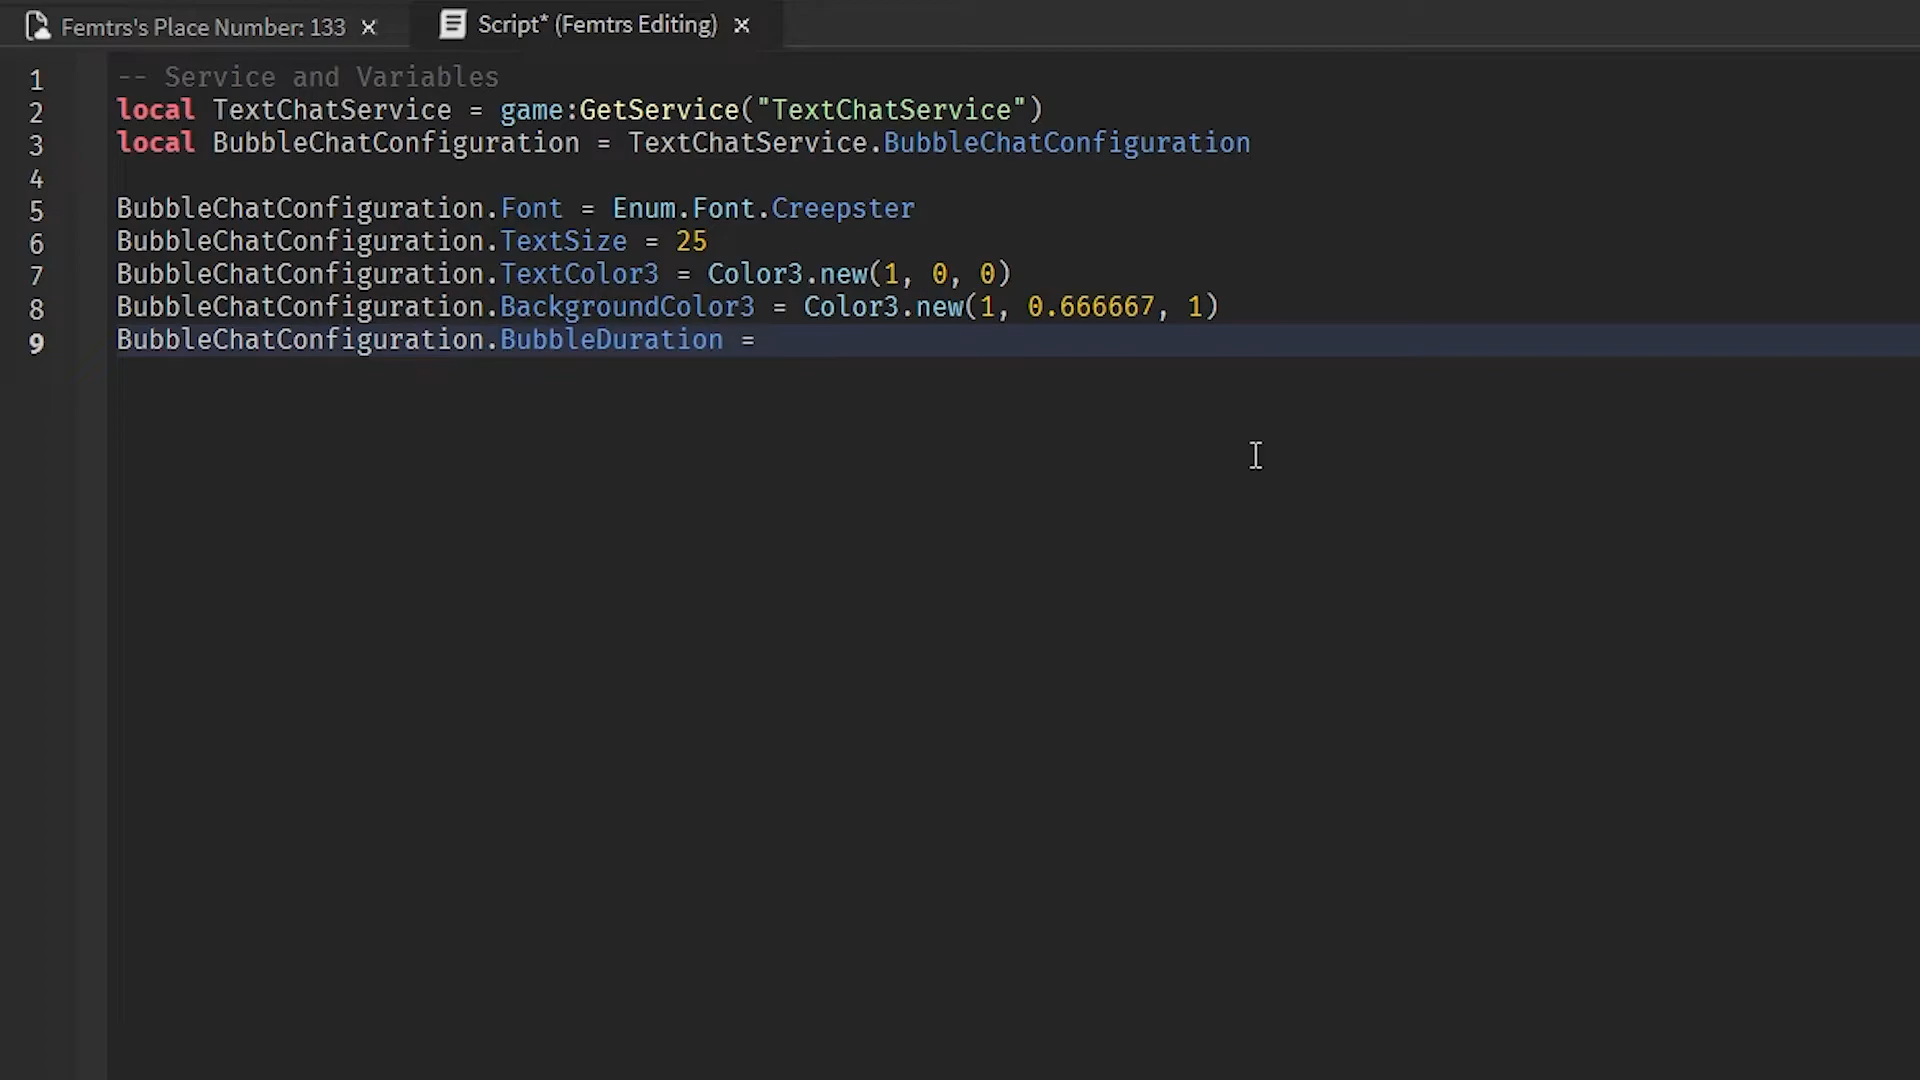 Femtrs's Place Number: 133 ×
Script* (Femtrs Editing) ×
1 -- Service and Variables
2 local TextChatService = game:GetService("TextChatService")
3 local BubbleChatConfiguration = TextChatService.BubbleChatConfiguration
4
5 BubbleChatConfiguration.Font = Enum.Font.Creepster
6 BubbleChatConfiguration.TextSize = 25
7 BubbleChatConfiguration.TextColor3 = Color3.new(1, 0, 0)
8 BubbleChatConfiguration.BackgroundColor3 = Color3.new(1, 0.666667, 1)
9 BubbleChatConfiguration.BubbleDuration =